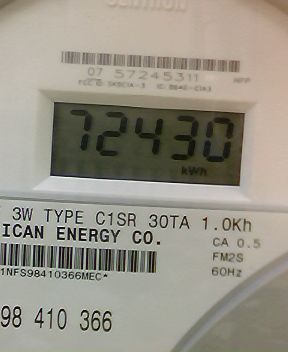 CENTRON
07 57245311
72430
kWh
3W TYPE C1SR 30TA 1.0Kh
ICAN ENERGY CO.
CA 0.5
FM2S
60Hz
1NFS98410366MEC*
98 410 366